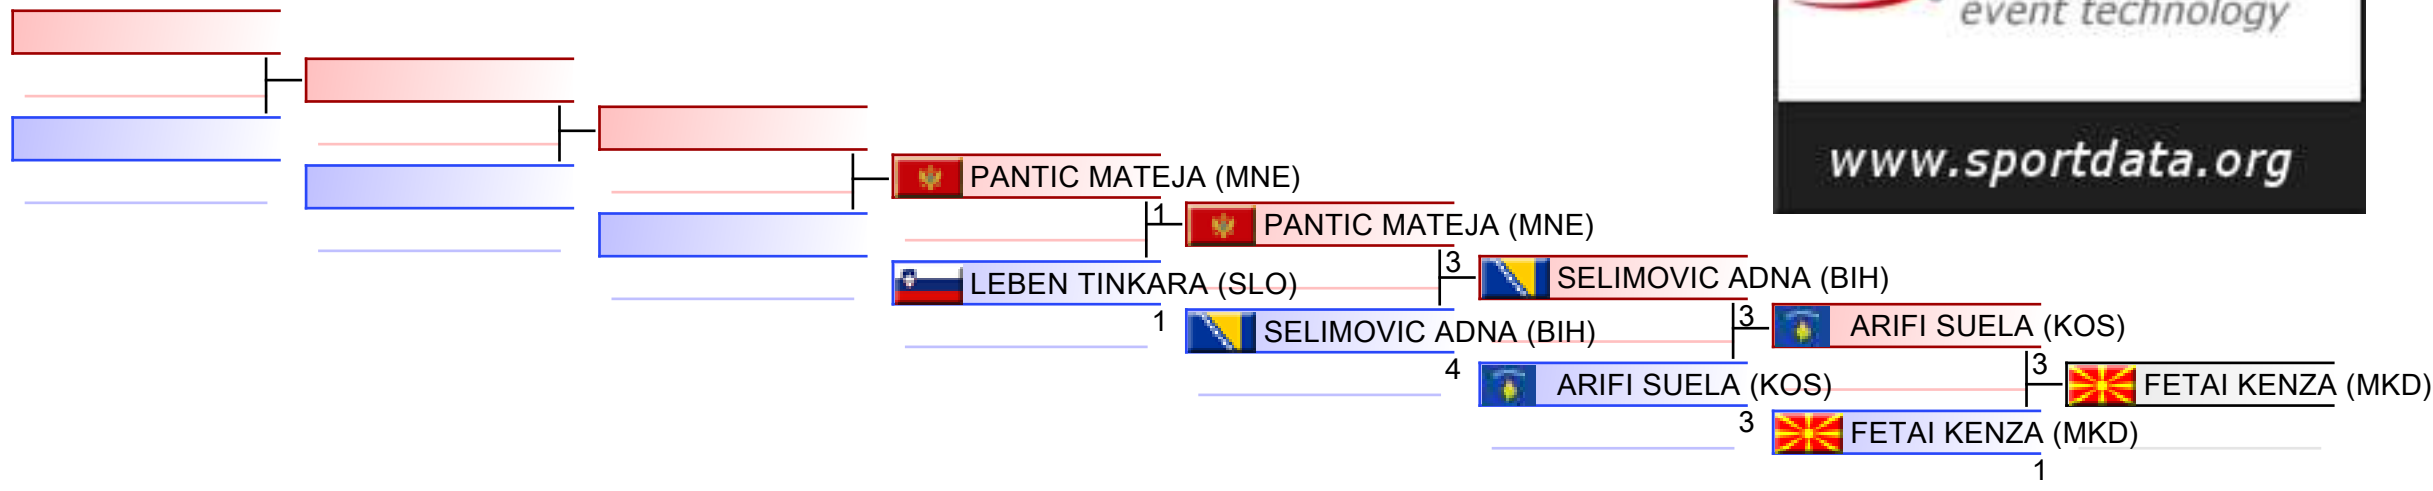 event technology
www.sportdata.org
PANTIC MATEJA (MNE)
1
PANTIC MATEJA (MNE)
3
LEBEN TINKARA (SLO)
1
SELIMOVIC ADNA (BIH)
3
SELIMOVIC ADNA (BIH)
4
ARIFI SUELA (KOS)
3
ARIFI SUELA (KOS)
3
FETAI KENZA (MKD)
FETAI KENZA (MKD)
1